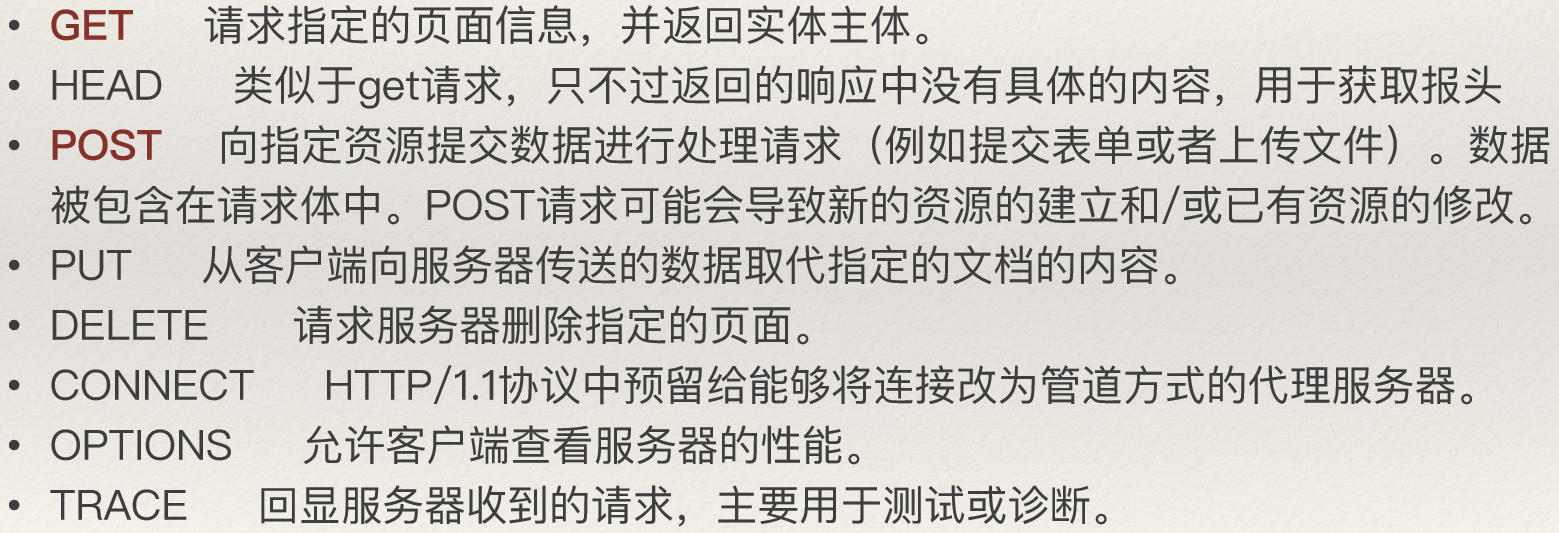 • GET 请求指定的页面信息，并返回实体主体。
• HEAD 类似于get请求，只不过返回的响应中没有具体的内容，用于获取报头
• POST 向指定资源提交数据进行处理请求（例如提交表单或者上传文件）。数据
被包含在请求体中。POST请求可能会导致新的资源的建立和/或已有资源的修改。
• PUT 从客户端向服务器传送的数据取代指定的文档的内容。
• DELETE 请求服务器删除指定的页面。
• CONNECT HTTP/1.1协议中预留给能够将连接改为管道方式的代理服务器。
• OPTIONS 允许客户端查看服务器的性能。
• TRACE 回显服务器收到的请求，主要用于测试或诊断。